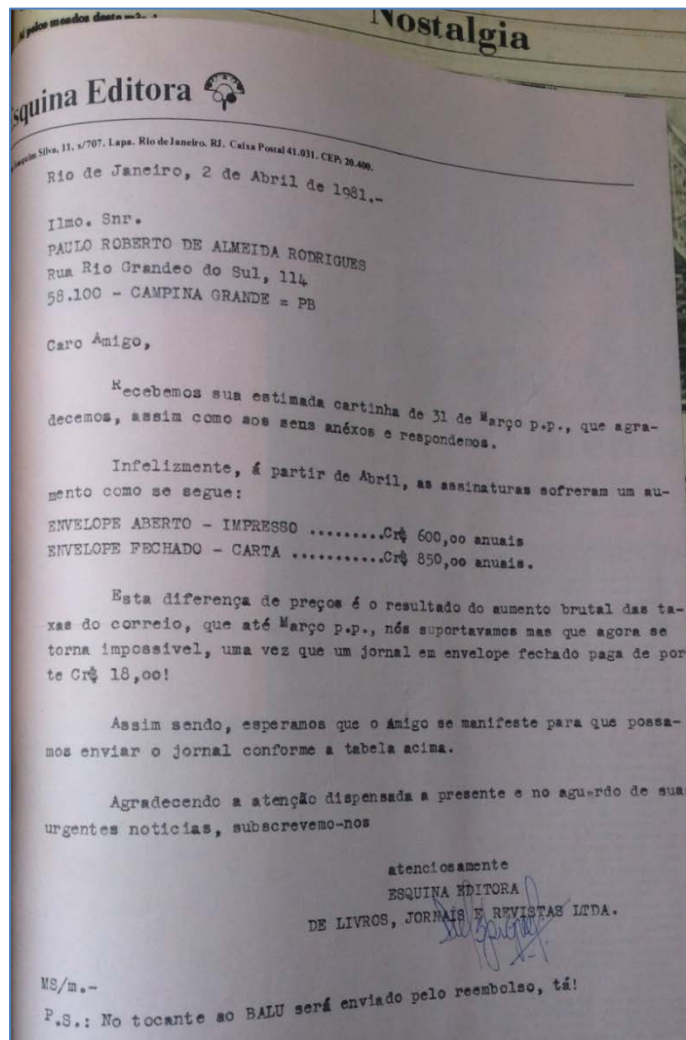 Nostalgia
squina Editora
Joaquim Silva, 11, s/707. Lapa. Rio de Janeiro. RJ. Caixa Postal 41.031. CEP: 20.400.
Rio de Janeiro, 2 de Abril de 1981.-
Ilmo. Snr.
PAULO ROBERTO DE ALMEIDA RODRIGUES
Rua Rio Grandeo do Sul, 114
58.100 - CAMPINA GRANDE = PB
Caro Amigo,
Recebemos sua estimada cartinha de 31 de Março p.p., que agra-
decemos, assim como aos sens anéxos e respondemos.
Infelizmente, á partir de Abril, as assinaturas sofreram um au-
mento como se segue:
ENVELOPE ABERTO - IMPRESSO .........Cr$ 600,oo anuais
ENVELOPE FECHADO - CARTA ...........Cr$ 850,oo anuais.
Esta diferença de preços é o resultado do aumento brutal das ta-
xas do correio, que até Março p.p., nós suportavamos mas que agora se
torna impossivel, uma vez que um jornal em envelope fechado paga de por
te Cr$ 18,oo!
Assim sendo, esperamos que o Amigo se manifeste para que possa-
mos enviar o jornal conforme a tabela acima.
Agradecendo a atenção dispensada a presente e no aguardo de sua
urgentes noticias, subscrevemo-nos
atenciosamente
ESQUINA EDITORA
DE LIVROS, JORNAIS E REVISTAS LTDA.
MS/m.-
P.S.: No tocante ao BALU será enviado pelo reembolso, tá!